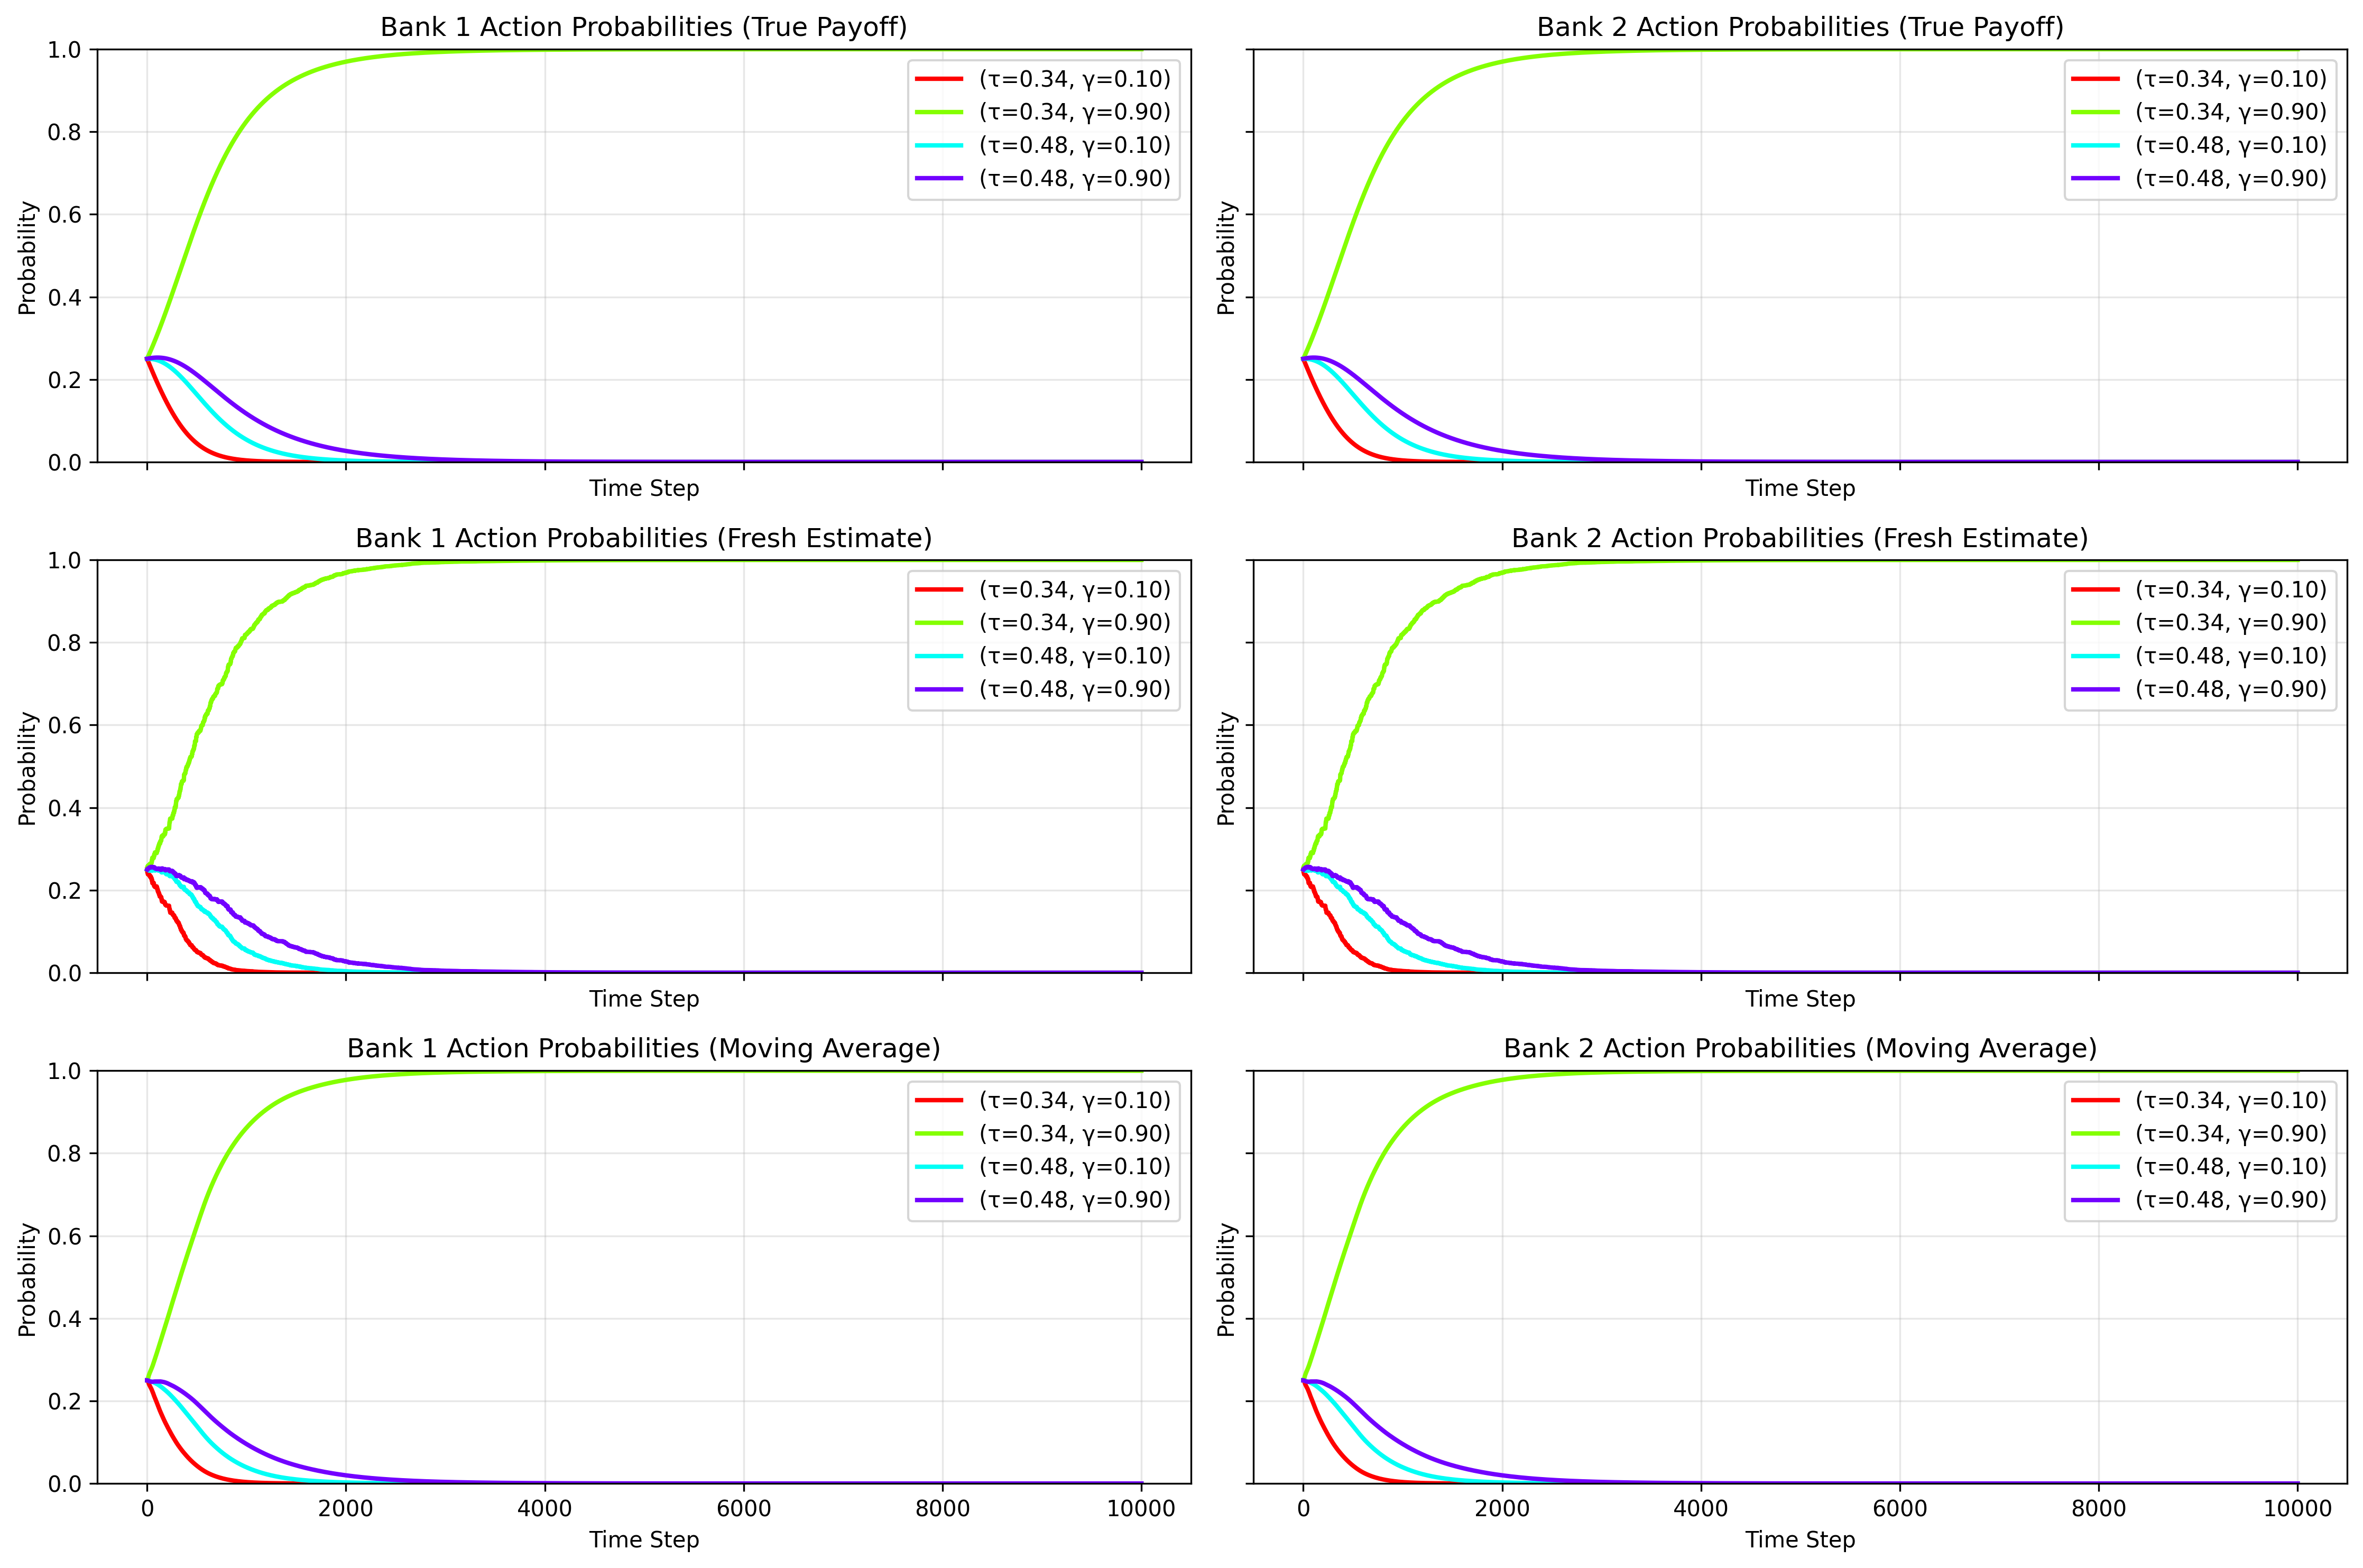 Bank 1 Action Probabilities (True Payoff)
1.0
0.8
0.6
0.4
0.2
0.0
Probability
(τ=0.34, γ=0.10)
(τ=0.34, γ=0.90)
(τ=0.48, γ=0.10)
(τ=0.48, γ=0.90)
Time Step
Bank 2 Action Probabilities (True Payoff)
Probability
(τ=0.34, γ=0.10)
(τ=0.34, γ=0.90)
(τ=0.48, γ=0.10)
(τ=0.48, γ=0.90)
Time Step
Bank 1 Action Probabilities (Fresh Estimate)
1.0
0.8
0.6
0.4
0.2
0.0
Probability
(τ=0.34, γ=0.10)
(τ=0.34, γ=0.90)
(τ=0.48, γ=0.10)
(τ=0.48, γ=0.90)
Time Step
Bank 2 Action Probabilities (Fresh Estimate)
Probability
(τ=0.34, γ=0.10)
(τ=0.34, γ=0.90)
(τ=0.48, γ=0.10)
(τ=0.48, γ=0.90)
Time Step
Bank 1 Action Probabilities (Moving Average)
1.0
0.8
0.6
0.4
0.2
0.0
Probability
(τ=0.34, γ=0.10)
(τ=0.34, γ=0.90)
(τ=0.48, γ=0.10)
(τ=0.48, γ=0.90)
0 2000 4000 6000 8000 10000
Time Step
Bank 2 Action Probabilities (Moving Average)
Probability
(τ=0.34, γ=0.10)
(τ=0.34, γ=0.90)
(τ=0.48, γ=0.10)
(τ=0.48, γ=0.90)
0 2000 4000 6000 8000 10000
Time Step